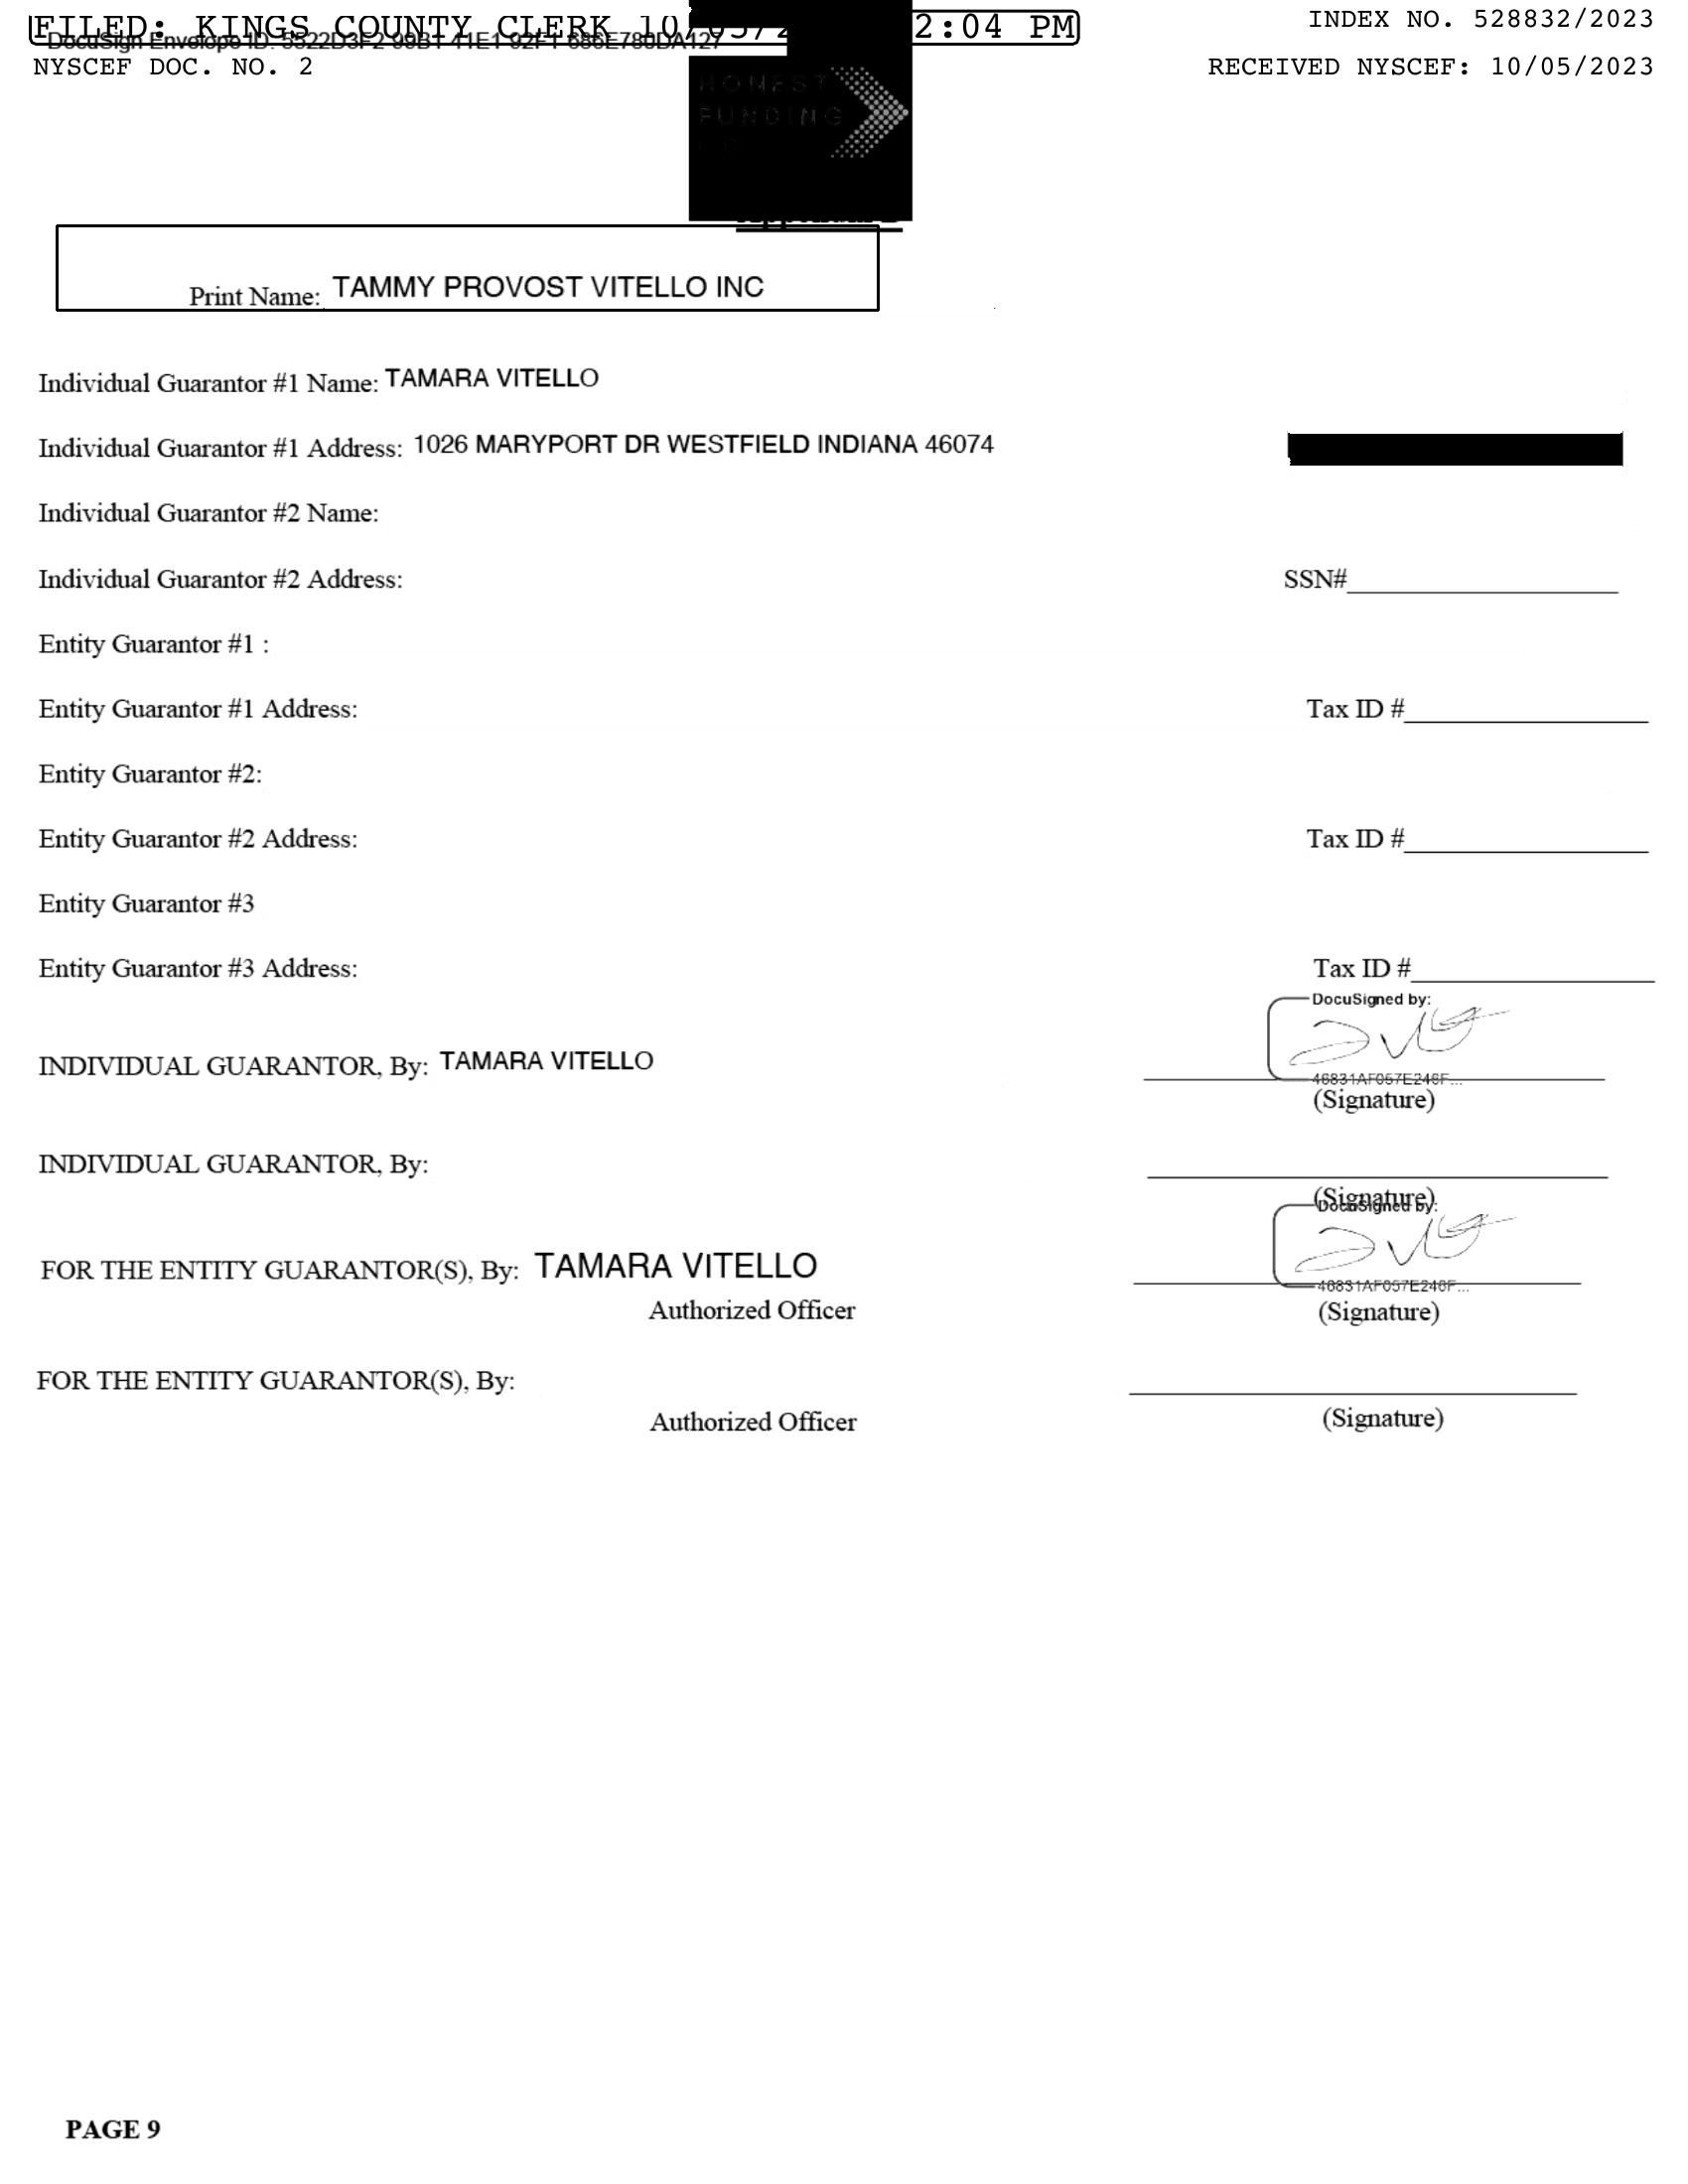 FILED: KINGS COUNTY CLERK 10/05/2 2:04 PM
INDEX NO. 528832/2023
DocuSign Envelope ID: 5522D3F2-99B1-41E1-92F1-686E780DA127
NYSCEF DOC. NO. 2
RECEIVED NYSCEF: 10/05/2023
HONEST
FUNDING
Print Name: TAMMY PROVOST VITELLO INC
Individual Guarantor #1 Name: TAMARA VITELLO
Individual Guarantor #1 Address: 1026 MARYPORT DR WESTFIELD INDIANA 46074
Individual Guarantor #2 Name:
Individual Guarantor #2 Address: SSN#
Entity Guarantor #1 :
Entity Guarantor #1 Address: Tax ID #
Entity Guarantor #2:
Entity Guarantor #2 Address: Tax ID #
Entity Guarantor #3
Entity Guarantor #3 Address: Tax ID #
DocuSigned by:
INDIVIDUAL GUARANTOR, By: TAMARA VITELLO
46831AF057E246F...
(Signature)
INDIVIDUAL GUARANTOR, By:
(Signature)
DocuSigned by:
FOR THE ENTITY GUARANTOR(S), By: TAMARA VITELLO
46831AF057E246F...
Authorized Officer (Signature)
FOR THE ENTITY GUARANTOR(S), By:
Authorized Officer (Signature)
PAGE 9